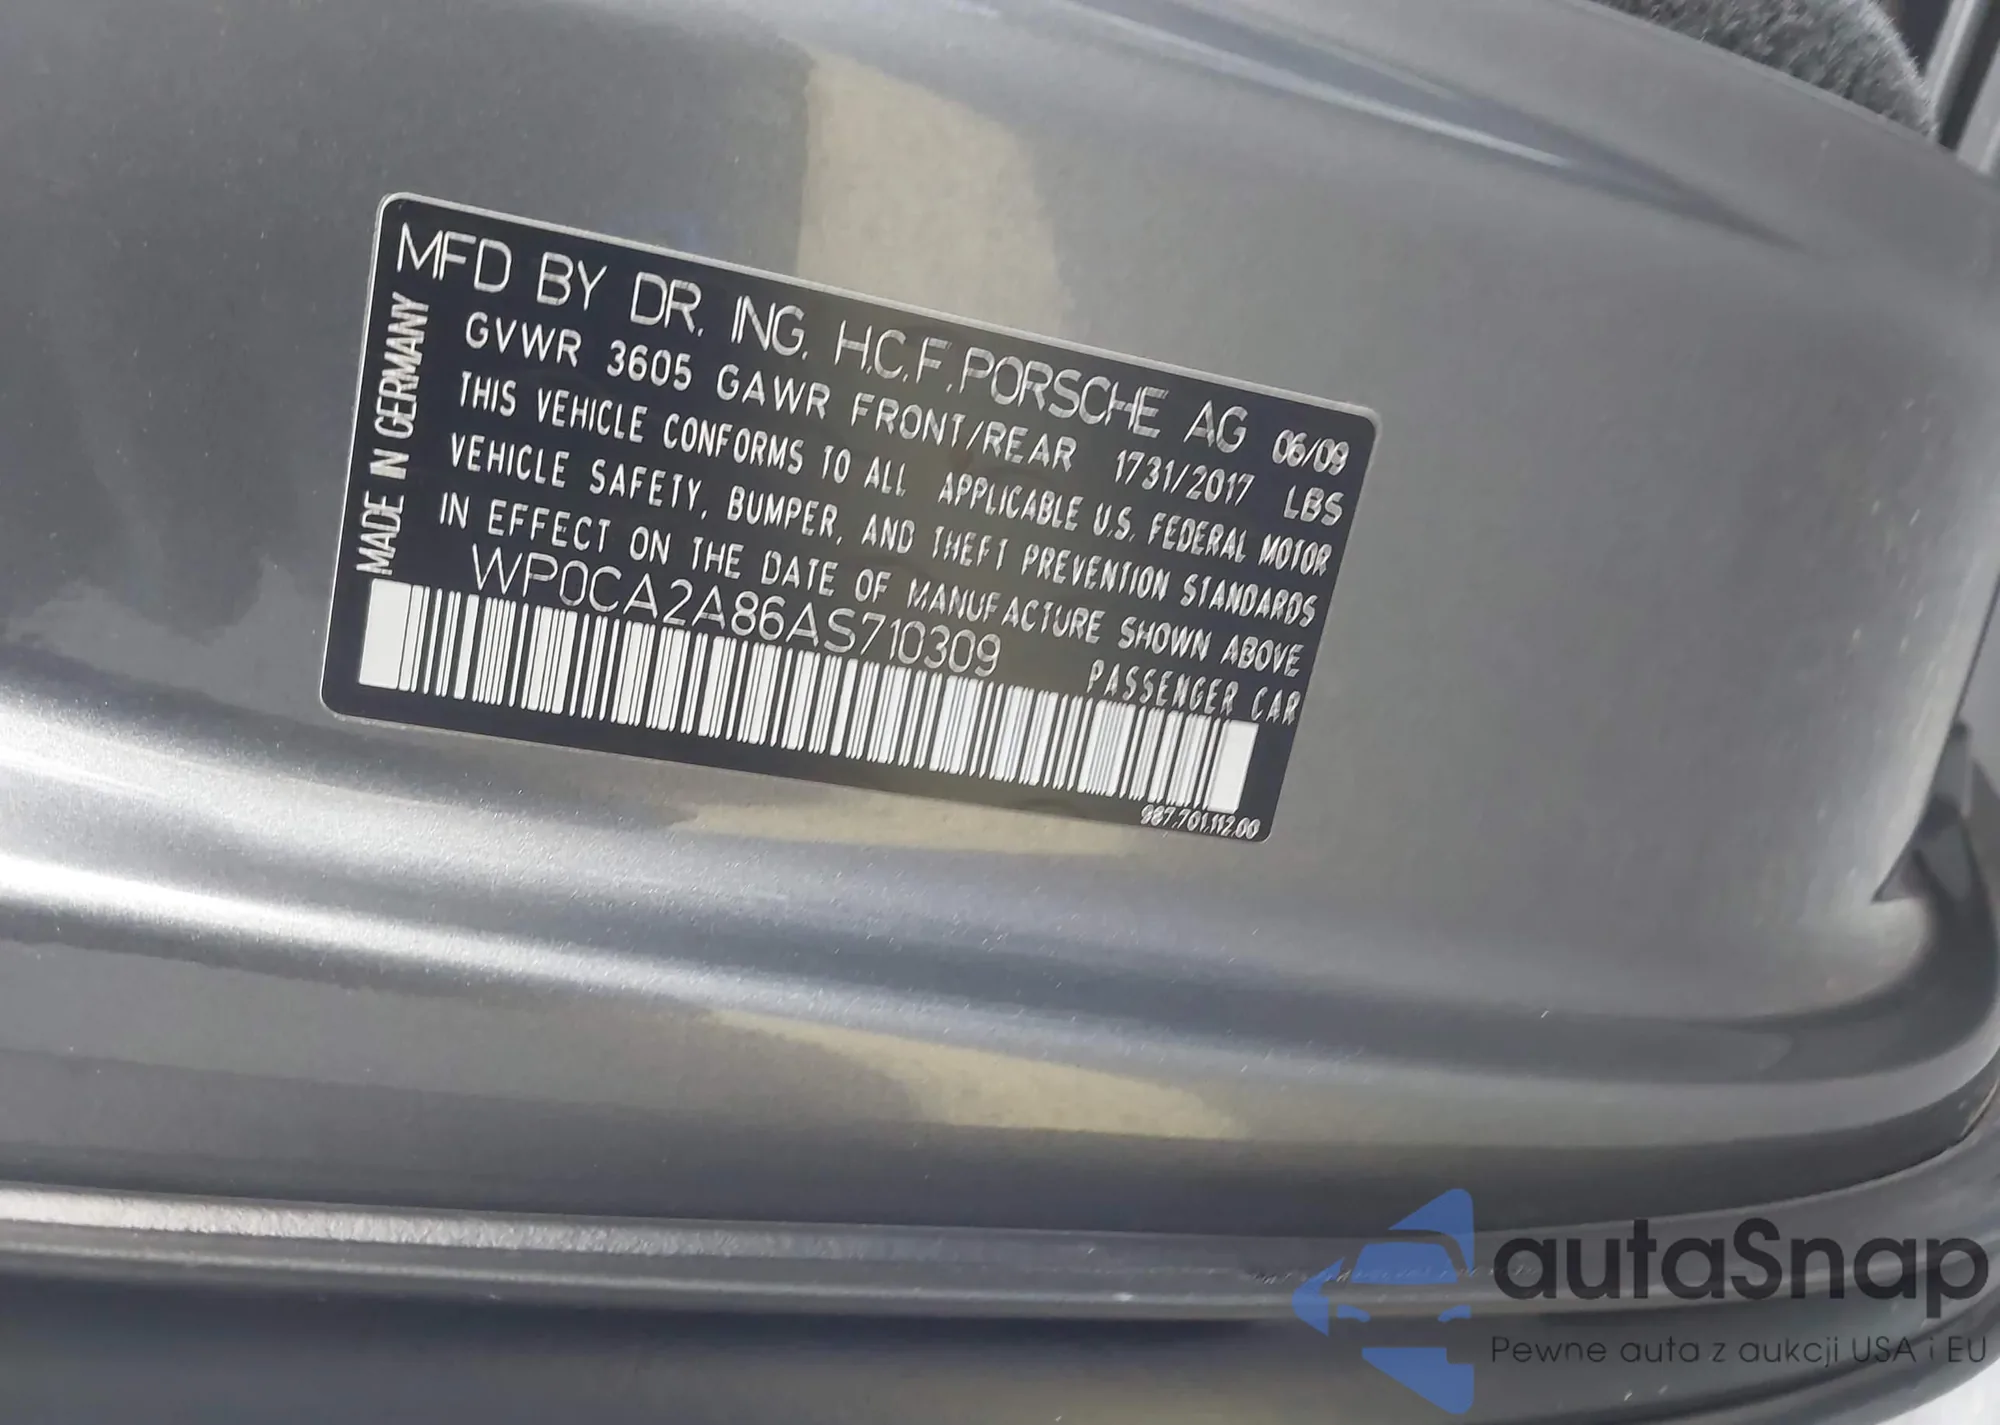 MFD BY DR. ING. H.C.F. PORSCHE AG 06/09
GVWR 3605 GAWR FRONT/REAR 1731/2017 LBS
THIS VEHICLE CONFORMS TO ALL APPLICABLE U.S. FEDERAL MOTOR
VEHICLE SAFETY, BUMPER, AND THEFT PREVENTION STANDARDS
IN EFFECT ON THE DATE OF MANUFACTURE SHOWN ABOVE
WP0CA2A86AS710309 PASSENGER CAR
987.701.112.00
MADE IN GERMANY
autaSnap
Pewne auta z aukcji USA i EU